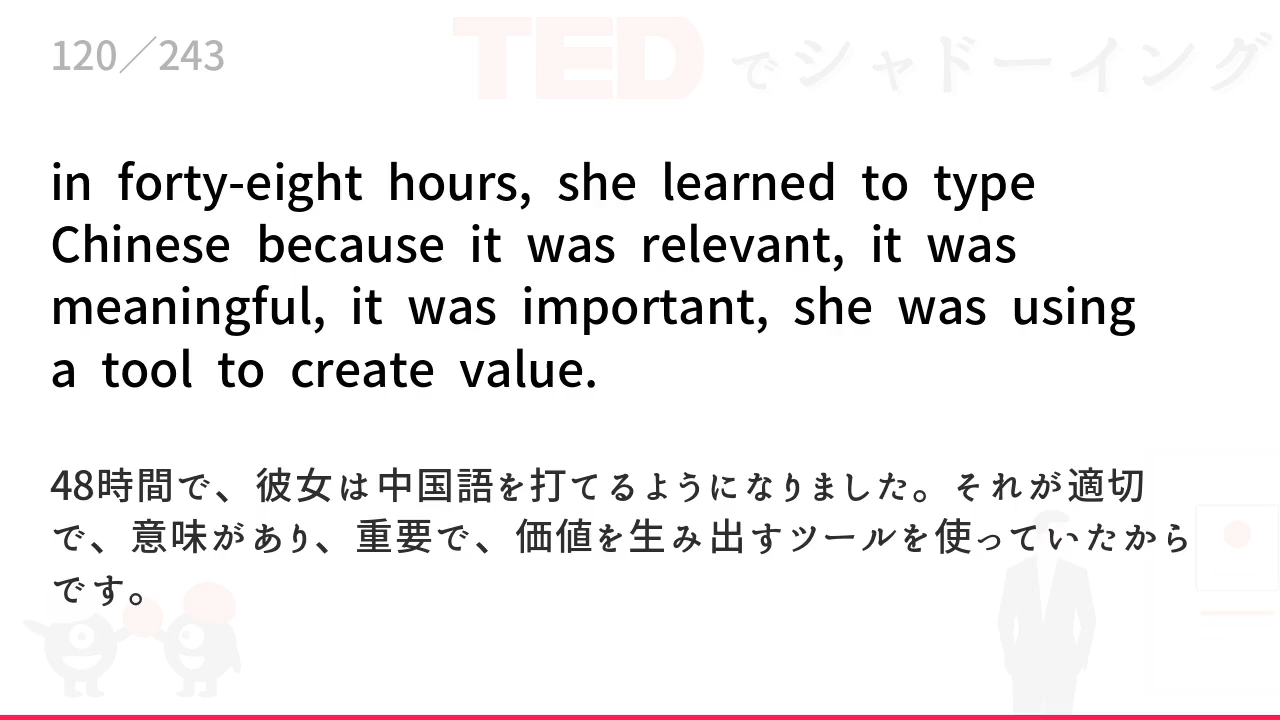 120／243
TEDでシャドーイング
in forty-eight hours, she learned to type
Chinese because it was relevant, it was
meaningful, it was important, she was using
a tool to create value.
48時間で、彼女は中国語を打てるようになりました。それが適切
で、意味があり、重要で、価値を生み出すツールを使っていたから
です。